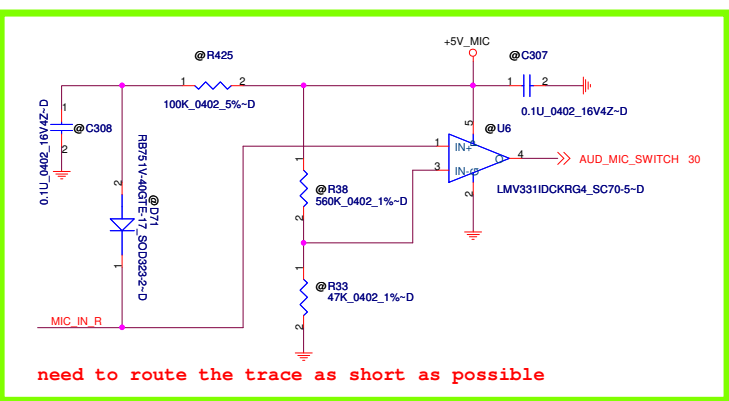 +5V_MIC
@R425
@C307
1
2
1
2
100K_0402_5%~D
0.1U_0402_16V4Z~D
1
@C308
2
0.1U_0402_16V4Z~D
5
@U6
1
IN+
P
O
4
AUD_MIC_SWITCH 30
3
IN-
G
2
LMV331IDCKRG4_SC70-5~D
2
@D71
RB751V-40GTE-17_SOD323-2~D
1
1
@R38
560K_0402_1%~D
2
1
@R33
47K_0402_1%~D
2
MIC_IN_R
need to route the trace as short as possible